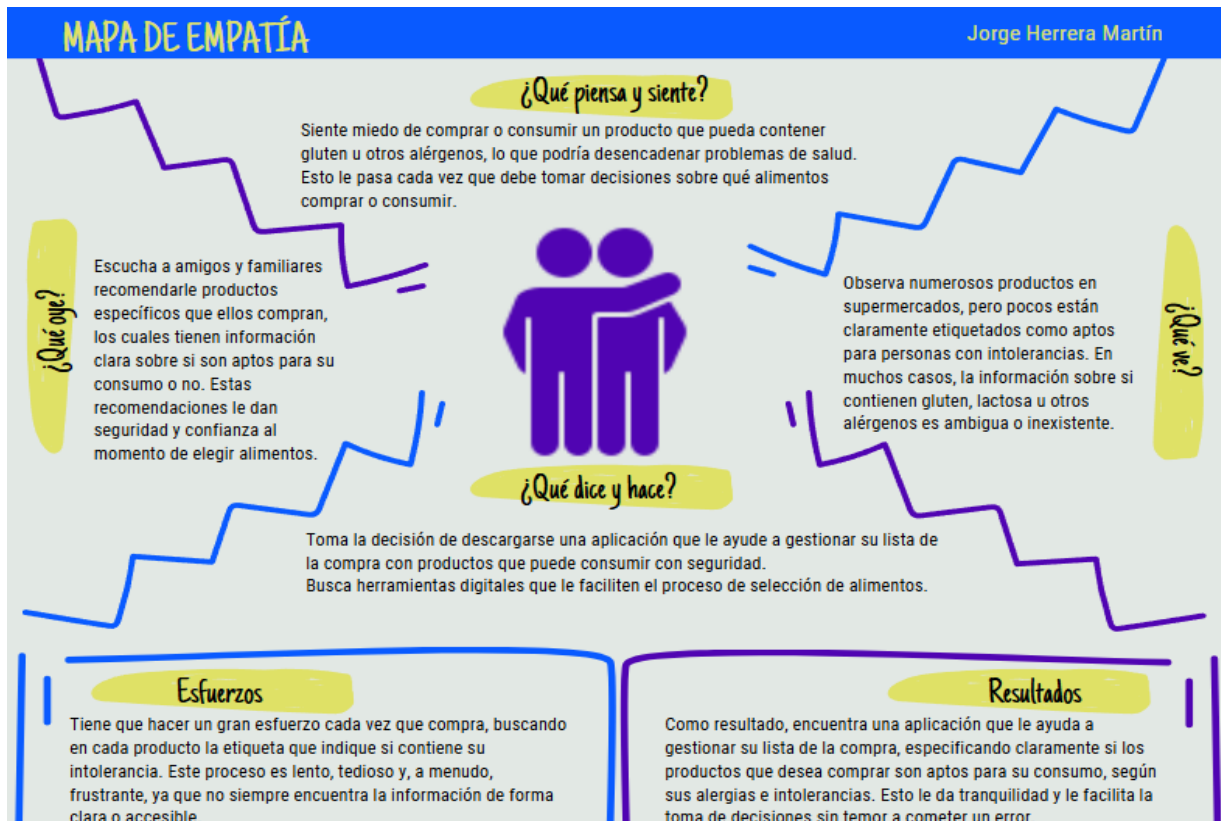 MAPA DE EMPATÍA
Jorge Herrera Martín
¿Qué piensa y siente?
Siente miedo de comprar o consumir un producto que pueda contener
gluten u otros alérgenos, lo que podría desencadenar problemas de salud.
Esto le pasa cada vez que debe tomar decisiones sobre qué alimentos
comprar o consumir.
¿Qué oye?
Escucha a amigos y familiares
recomendarle productos
específicos que ellos compran,
los cuales tienen información
clara sobre si son aptos para su
consumo o no. Estas
recomendaciones le dan
seguridad y confianza al
momento de elegir alimentos.
¿Qué ve?
Observa numerosos productos en
supermercados, pero pocos están
claramente etiquetados como aptos
para personas con intolerancias. En
muchos casos, la información sobre si
contienen gluten, lactosa u otros
alérgenos es ambigua o inexistente.
¿Qué dice y hace?
Toma la decisión de descargarse una aplicación que le ayude a gestionar su lista de
la compra con productos que puede consumir con seguridad.
Busca herramientas digitales que le faciliten el proceso de selección de alimentos.
Esfuerzos
Tiene que hacer un gran esfuerzo cada vez que compra, buscando
en cada producto la etiqueta que indique si contiene su
intolerancia. Este proceso es lento, tedioso y, a menudo,
frustrante, ya que no siempre encuentra la información de forma
clara o accesible
Resultados
Como resultado, encuentra una aplicación que le ayuda a
gestionar su lista de la compra, especificando claramente si los
productos que desea comprar son aptos para su consumo, según
sus alergias e intolerancias. Esto le da tranquilidad y le facilita la
toma de decisiones sin temor a cometer un error